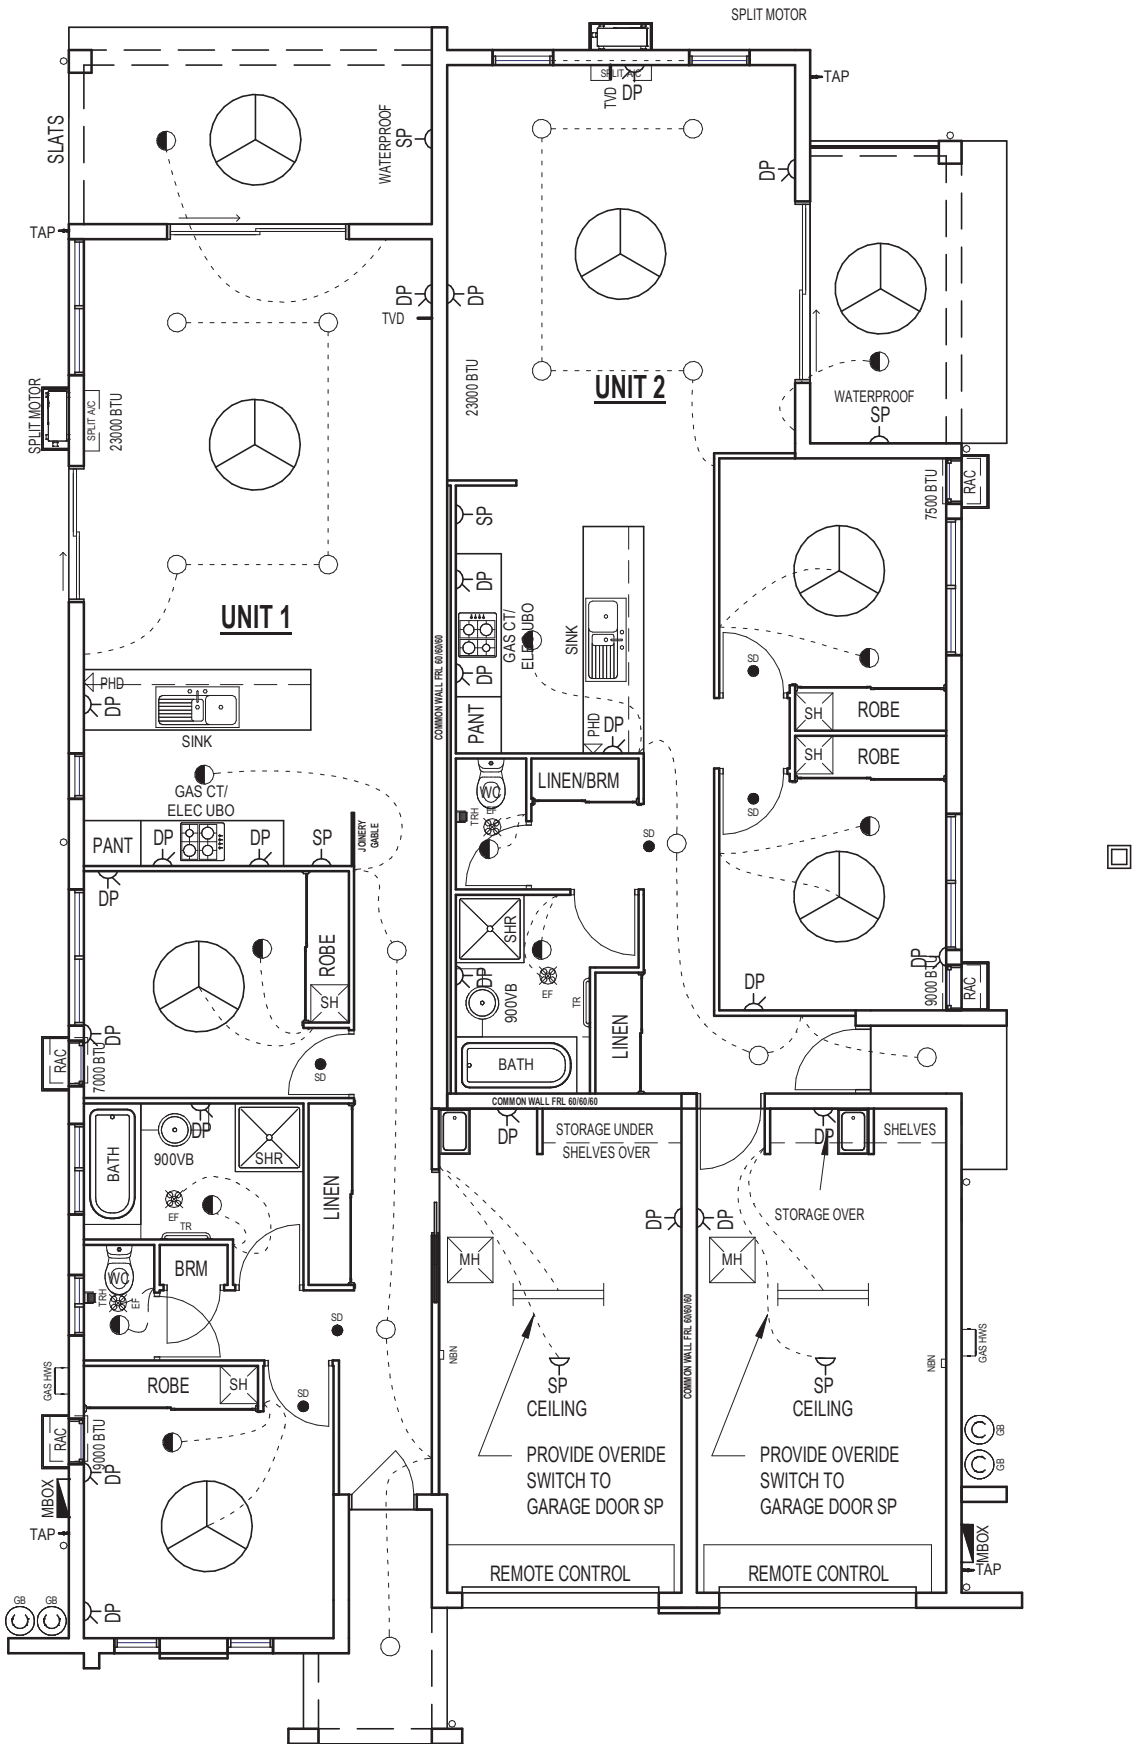 SPLIT MOTOR
SPLIT A/C
TVD
DP
TAP
SLATS
WATERPROOF
SP
DP
TAP
DP
DP
TVD
23000 BTU
UNIT 2
WATERPROOF
SP
SPLIT MOTOR
SPLIT A/C
23000 BTU
7500 BTU
RAC
SP
DP
GAS CT/
ELEC UBO
SINK
DP
PANT
PHD
DP
COMMON WALL FRL 60/60/60
UNIT 1
PHD
DP
SINK
GAS CT/
ELEC UBO
PANT
DP
DP
SP
JOINERY
GABLE
SD
SH
ROBE
SH
ROBE
SD
WC
TRH
EF
LINEN/BRM
SD
DP
ROBE
SH
SHR
DP
900VB
EF
TR
LINEN
BATH
DP
DP
9000 BTU
RAC
DP
RAC
7000 BTU
SD
COMMON WALL FRL 60/60/60
DP
BATH
900VB
SHR
EF
TR
LINEN
DP
STORAGE UNDER
SHELVES OVER
DP
SHELVES
STORAGE OVER
DP
DP
MH
MH
WC
TRH
EF
BRM
SD
NBN
COMMON WALL FRL 60/60/60
NBN
GAS HWS
GAS HWS
ROBE
SH
SD
SP
CEILING
SP
CEILING
RAC
9000 BTU
DP
MBOX
TAP
PROVIDE OVERIDE
SWITCH TO
GARAGE DOOR SP
PROVIDE OVERIDE
SWITCH TO
GARAGE DOOR SP
GB
GB
MBOX
TAP
REMOTE CONTROL
REMOTE CONTROL
GB
GB
DP